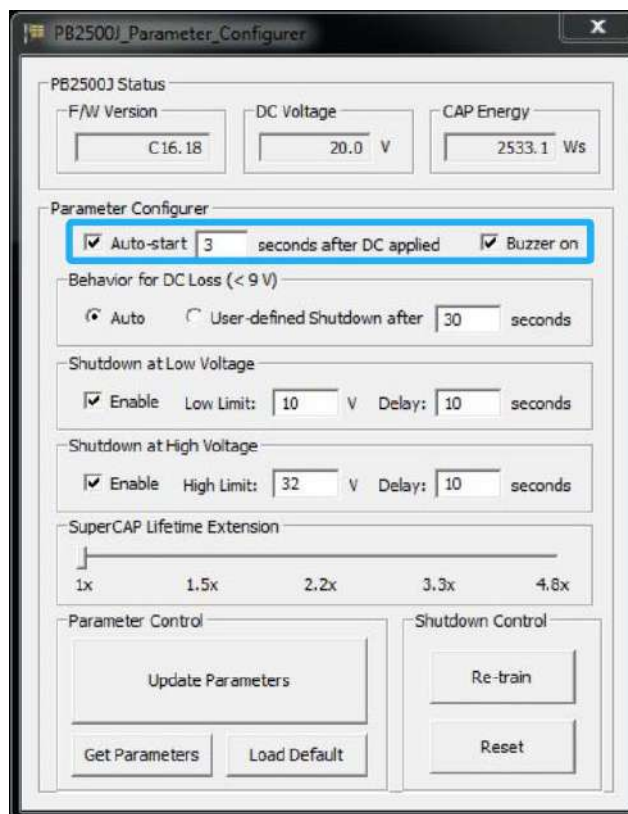 PB2500J_Parameter_Configurer
x
PB2500J Status
F/W Version
DC Voltage
CAP Energy
C16.18
20.0 V
2533.1 Ws
Parameter Configurer
Auto-start 3 seconds after DC applied
Buzzer on
Behavior for DC Loss (< 9 V)
Auto
User-defined Shutdown after 30 seconds
Shutdown at Low Voltage
Enable Low Limit: 10 V Delay: 10 seconds
Shutdown at High Voltage
Enable High Limit: 32 V Delay: 10 seconds
SuperCAP Lifetime Extension
1x 1.5x 2.2x 3.3x 4.8x
Parameter Control
Shutdown Control
Update Parameters
Re-train
Get Parameters
Load Default
Reset